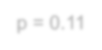 p = 0.11